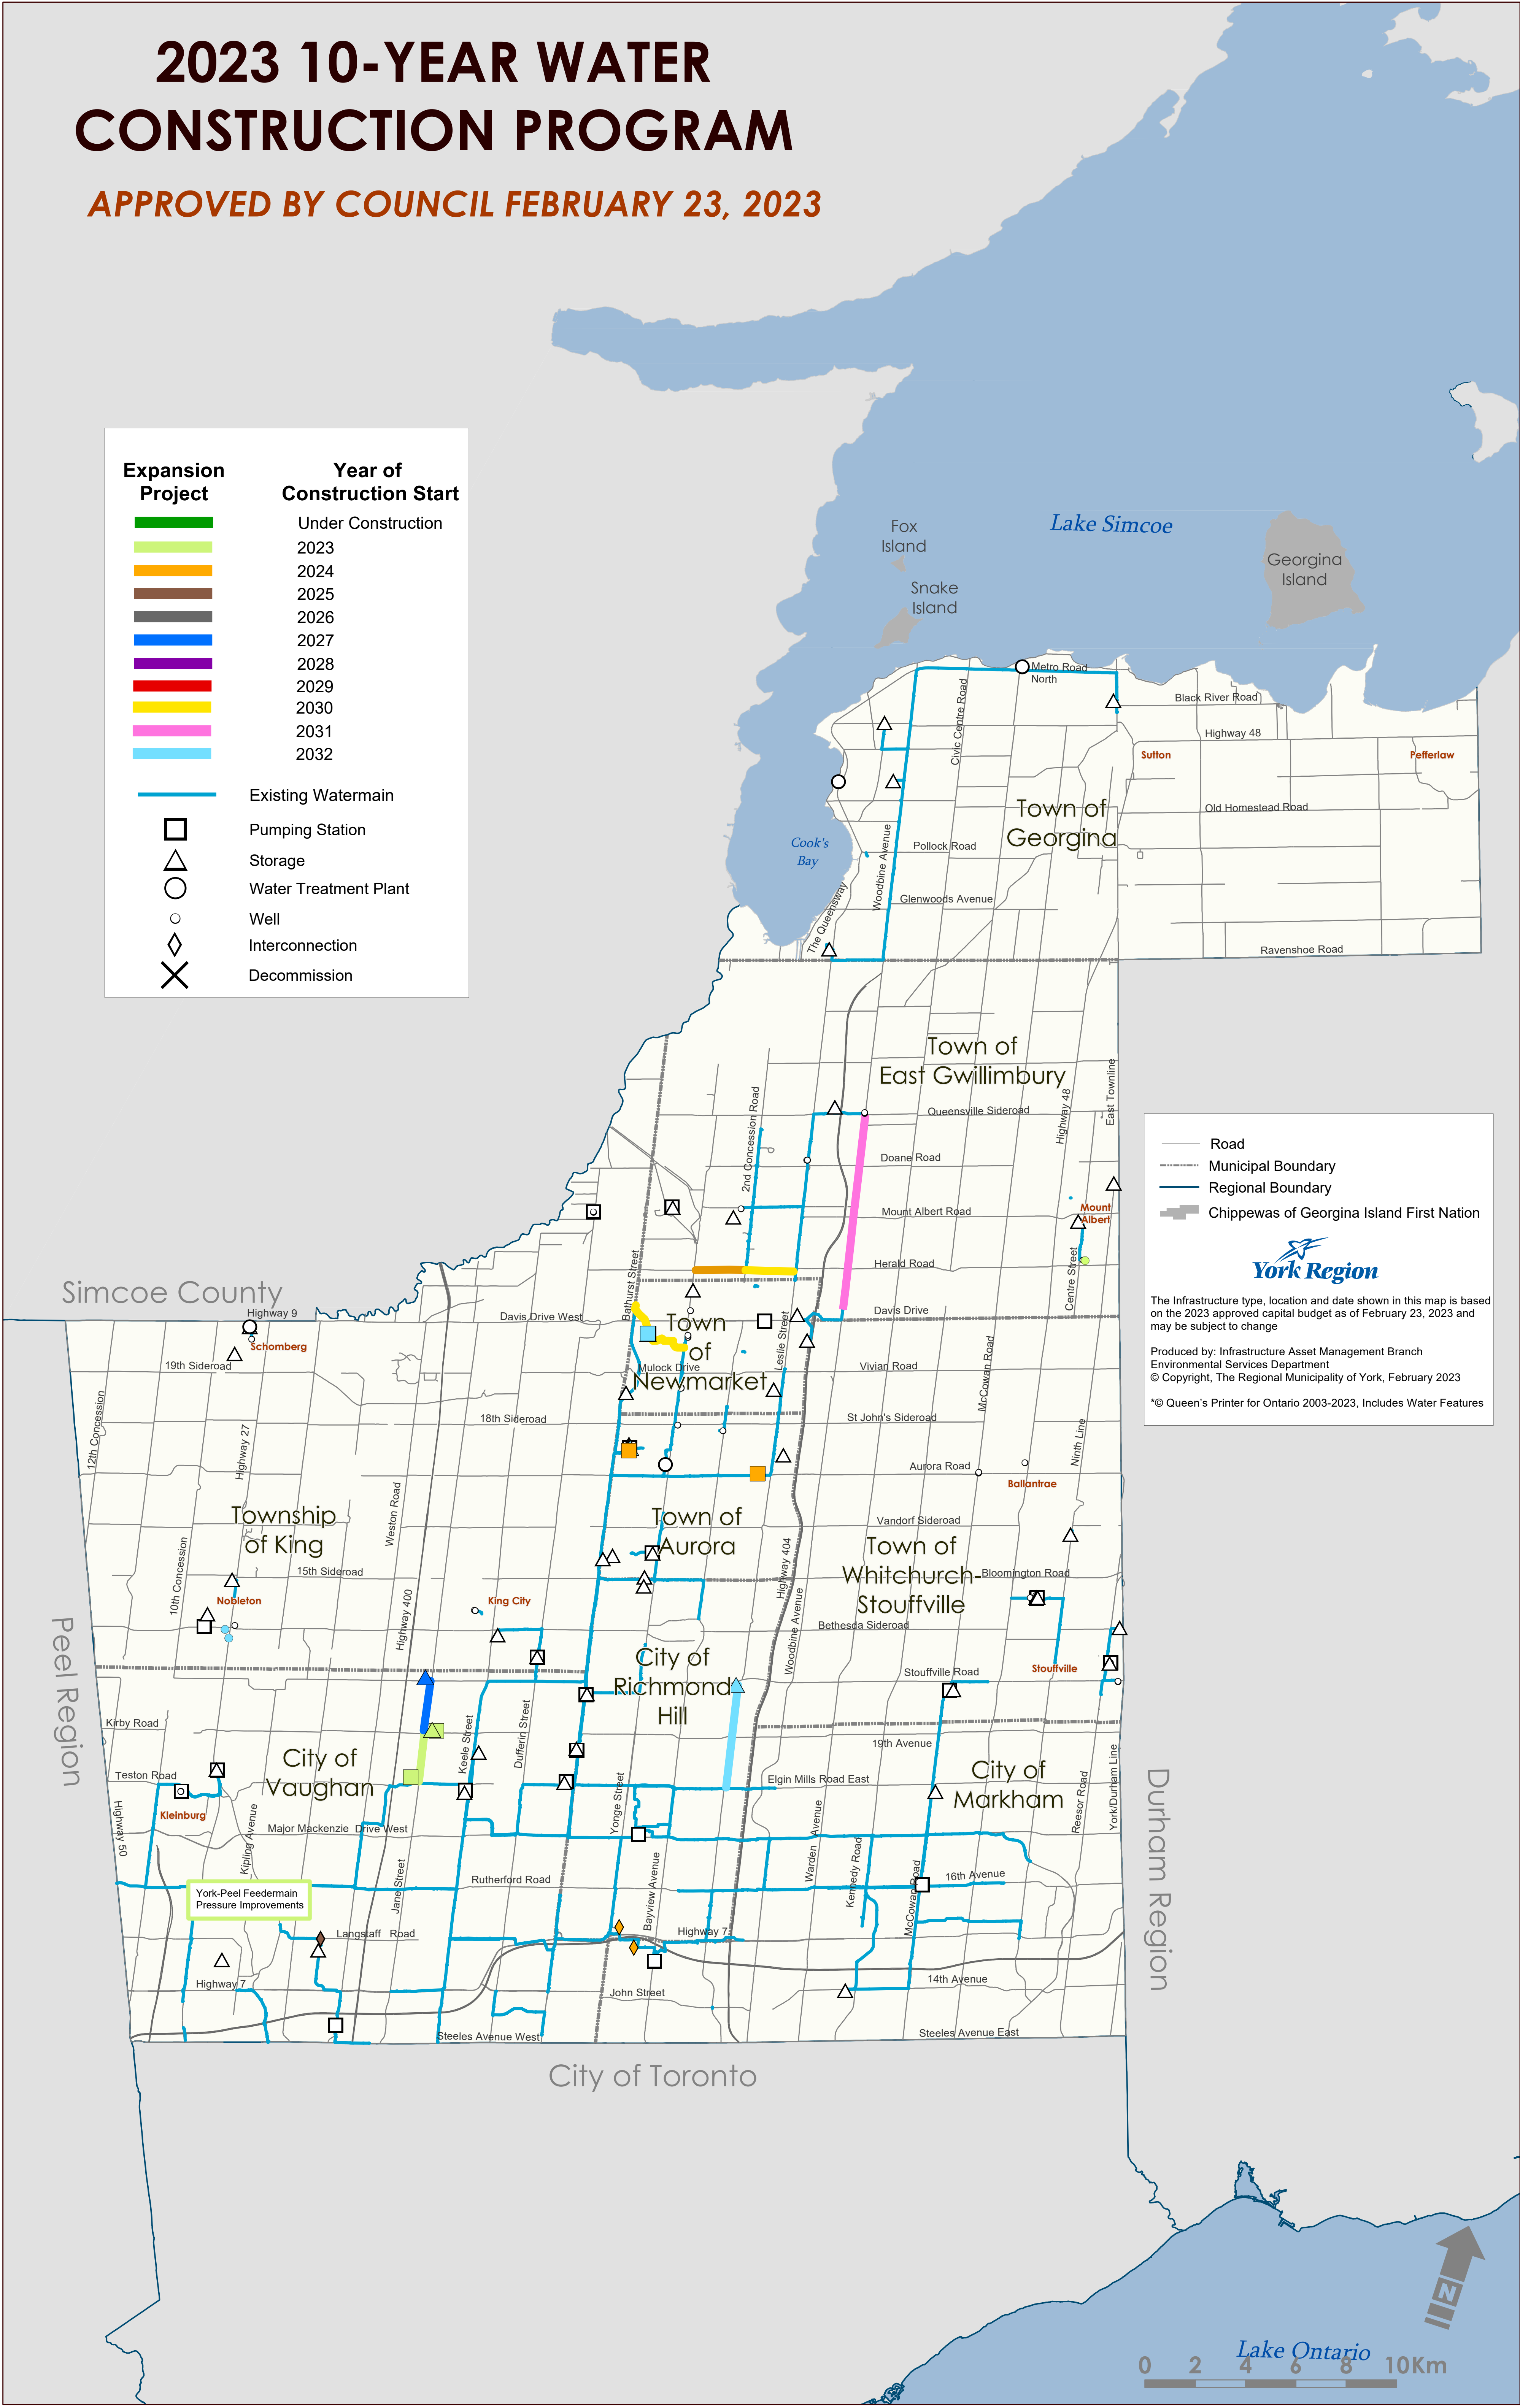 2023 10-YEAR WATER
CONSTRUCTION PROGRAM
APPROVED BY COUNCIL FEBRUARY 23, 2023
Expansion
Project
Year of
Construction Start
Under Construction
2023
2024
2025
2026
2027
2028
2029
2030
2031
2032
Existing Watermain
Pumping Station
Storage
Water Treatment Plant
Well
Interconnection
Decommission
Fox
Island
Snake
Island
Lake Simcoe
Georgina
Island
Metro Road
North
Black River Road
Civic Centre Road
Highway 48
Sutton
Pefferlaw
Old Homestead Road
Town of
Georgina
Cook's
Bay
Woodbine Avenue
Pollock Road
Glenwoods Avenue
The Queensway
Ravenshoe Road
Town of
East Gwillimbury
Queensville Sideroad
Highway 48
East Townline
2nd Concession Road
Doane Road
Mount Albert Road
Mount
Albert
Herald Road
Centre Street
Bathurst Street
Davis Drive
Road
Municipal Boundary
Regional Boundary
Chippewas of Georgina Island First Nation
York Region
The Infrastructure type, location and date shown in this map is based
on the 2023 approved capital budget as of February 23, 2023 and
may be subject to change
Produced by: Infrastructure Asset Management Branch
Environmental Services Department
© Copyright, The Regional Municipality of York, February 2023
*© Queen's Printer for Ontario 2003-2023, Includes Water Features
Simcoe County
Highway 9
Schomberg
Davis Drive West
Town
of
Newmarket
Mulock Drive
Leslie Street
Vivian Road
McCowan Road
19th Sideroad
12th Concession
Highway 27
18th Sideroad
St John's Sideroad
Ninth Line
Aurora Road
Ballantrae
Township
of King
Weston Road
Town of
Aurora
Vandorf Sideroad
Town of
Whitchurch-
Stouffville
Highway 404
10th Concession
15th Sideroad
Bloomington Road
Nobleton
King City
Highway 400
Woodbine Avenue
Bethesda Sideroad
Peel Region
City of
Richmond
Hill
Stouffville Road
Stouffville
Kirby Road
Keele Street
Dufferin Street
19th Avenue
City of
Vaughan
Teston Road
Kleinburg
Yonge Street
Elgin Mills Road East
City of
Markham
Reesor Road
York/Durham Line
Durham Region
Highway 50
Kipling Avenue
Major Mackenzie Drive West
Warden Avenue
Kennedy Road
Jane Street
Rutherford Road
Bayview Avenue
McCowan Road
16th Avenue
York-Peel Feedermain
Pressure Improvements
Langstaff Road
Highway 7
Highway 7
14th Avenue
John Street
Steeles Avenue West
Steeles Avenue East
City of Toronto
N
Lake Ontario
0 2 4 6 8 10Km